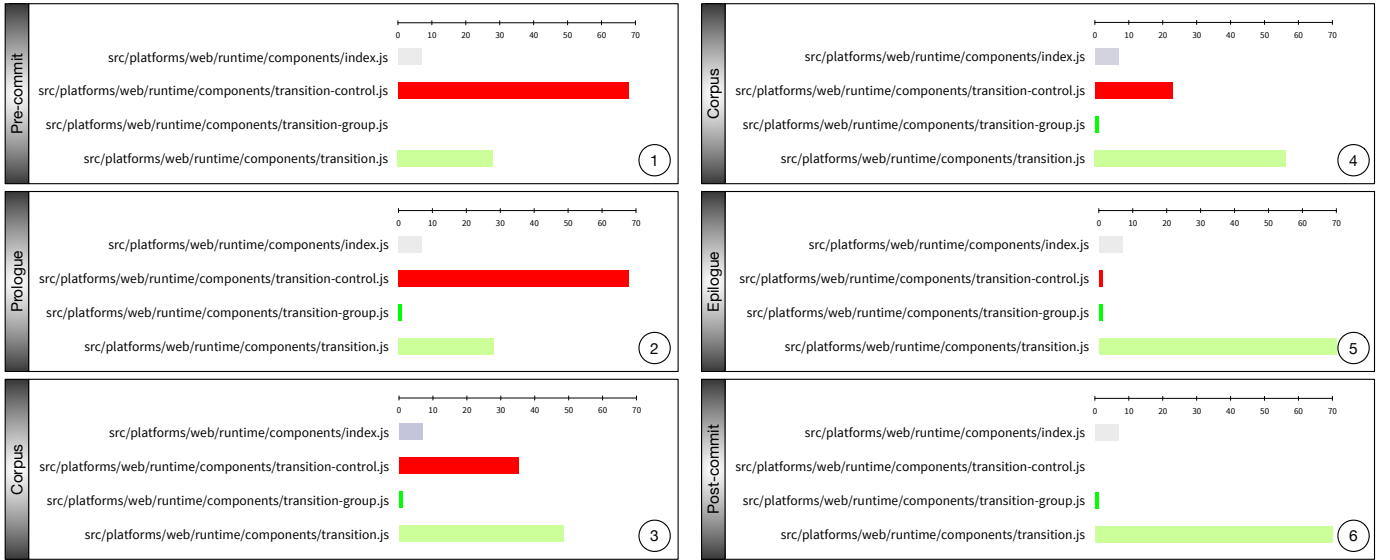 Pre-commit
0 10 20 30 40 50 60 70
src/platforms/web/runtime/components/index.js
src/platforms/web/runtime/components/transition-control.js
src/platforms/web/runtime/components/transition-group.js
src/platforms/web/runtime/components/transition.js
1
Prologue
0 10 20 30 40 50 60 70
src/platforms/web/runtime/components/index.js
src/platforms/web/runtime/components/transition-control.js
src/platforms/web/runtime/components/transition-group.js
src/platforms/web/runtime/components/transition.js
2
Corpus
0 10 20 30 40 50 60 70
src/platforms/web/runtime/components/index.js
src/platforms/web/runtime/components/transition-control.js
src/platforms/web/runtime/components/transition-group.js
src/platforms/web/runtime/components/transition.js
3
Corpus
0 10 20 30 40 50 60 70
src/platforms/web/runtime/components/index.js
src/platforms/web/runtime/components/transition-control.js
src/platforms/web/runtime/components/transition-group.js
src/platforms/web/runtime/components/transition.js
4
Epilogue
0 10 20 30 40 50 60 70
src/platforms/web/runtime/components/index.js
src/platforms/web/runtime/components/transition-control.js
src/platforms/web/runtime/components/transition-group.js
src/platforms/web/runtime/components/transition.js
5
Post-commit
0 10 20 30 40 50 60 70
src/platforms/web/runtime/components/index.js
src/platforms/web/runtime/components/transition-control.js
src/platforms/web/runtime/components/transition-group.js
src/platforms/web/runtime/components/transition.js
6